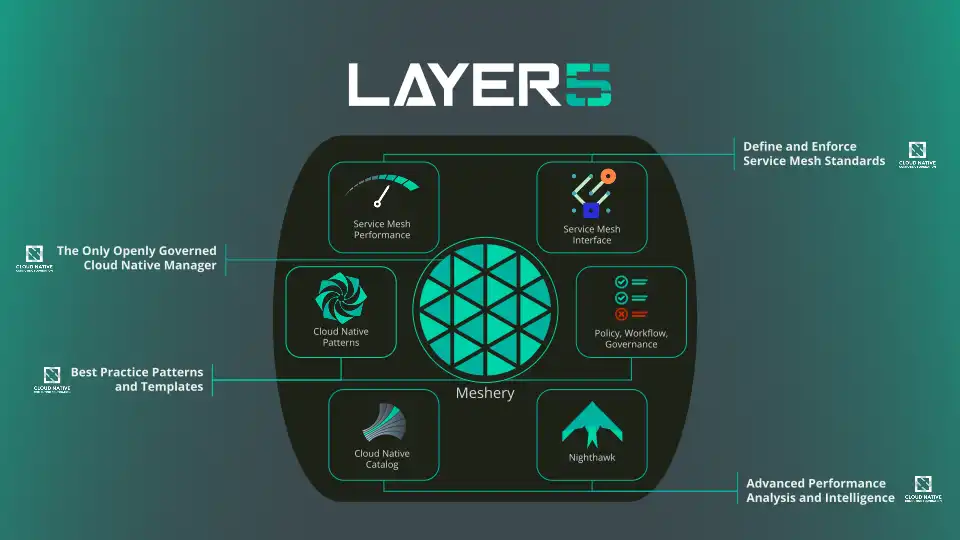 LAYER5
Define and Enforce
Service Mesh Standards
CLOUD NATIVE
Service Mesh
Performance
Service Mesh
Interface
The Only Openly Governed
Cloud Native Manager
CLOUD NATIVE
Cloud Native
Patterns
Policy, Workflow,
Governance
Best Practice Patterns
and Templates
CLOUD NATIVE
Meshery
Cloud Native
Catalog
Nighthawk
Advanced Performance
Analysis and Intelligence
CLOUD NATIVE